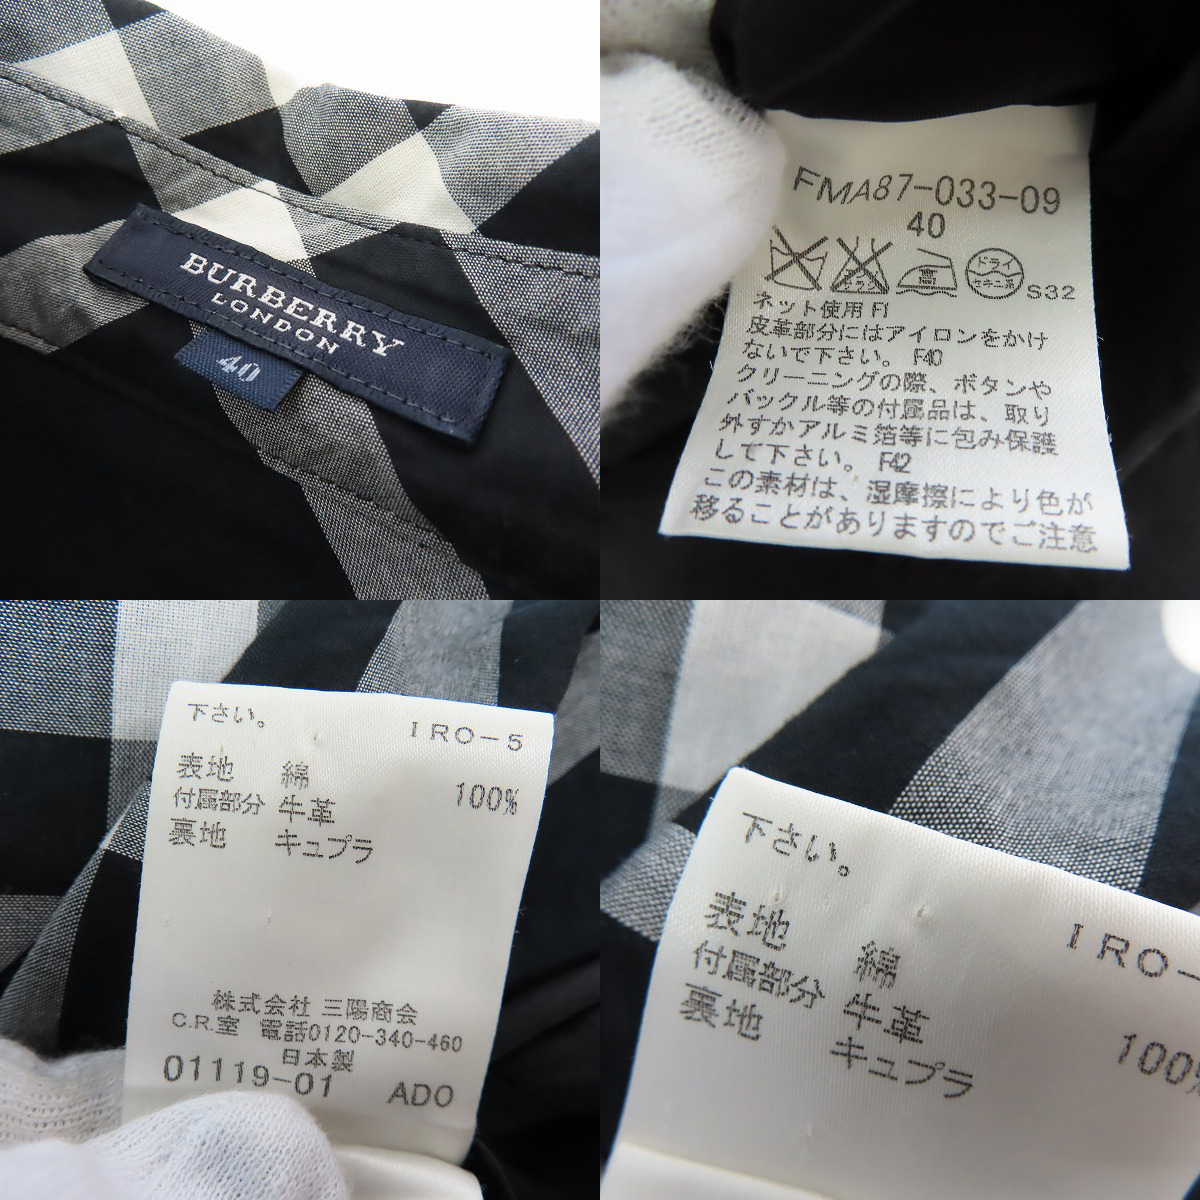 BURBERRY
LONDON
40
FMA87-033-09
40
ドライ
セキユ系
S32
ネット使用 F1
皮革部分にはアイロンをかけ
ないで下さい。 F40
クリーニングの際、ボタンや
バックル等の付属品は、取り
外すかアルミ箔等に包み保護
して下さい。 F42
この素材は、湿摩擦により色が
移ることがありますのでご注意
下さい。 IRO-5
表地 綿 100%
付属部分 牛革
裏地 キュプラ
株式会社 三陽商会
C.R.室 電話0120-340-460
日本製
01119-01 ADO
下さい。 IRO-
表地 綿 100%
付属部分 牛革
裏地 キュプラ